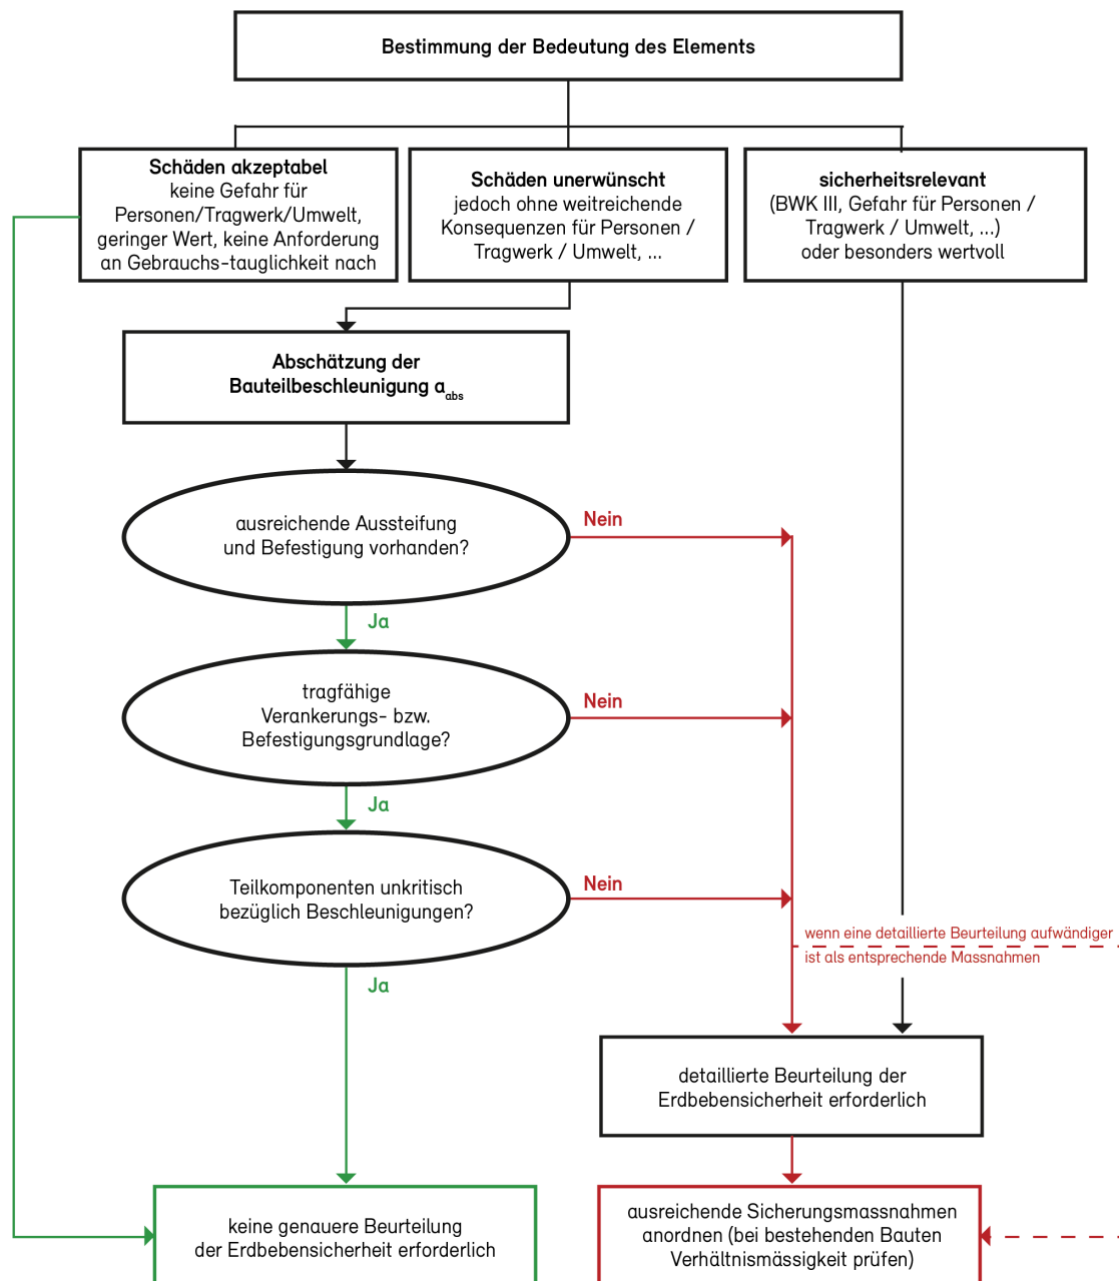 Bestimmung der Bedeutung des Elements
Schäden akzeptabel
keine Gefahr für
Personen/Tragwerk/Umwelt,
geringer Wert, keine Anforderung
an Gebrauchs-tauglichkeit nach
Schäden unerwünscht
jedoch ohne weitreichende
Konsequenzen für Personen /
Tragwerk / Umwelt, ...
sicherheitsrelevant
(BWK III, Gefahr für Personen /
Tragwerk / Umwelt, ...)
oder besonders wertvoll
Abschätzung der
Bauteilbeschleunigung a_abs
ausreichende Aussteifung
und Befestigung vorhanden?
Nein
Ja
tragfähige
Verankerungs- bzw.
Befestigungsgrundlage?
Nein
Ja
Teilkomponenten unkritisch
bezüglich Beschleunigungen?
Nein
Ja
wenn eine detaillierte Beurteilung aufwändiger
ist als entsprechende Massnahmen
detaillierte Beurteilung der
Erdbebensicherheit erforderlich
keine genauere Beurteilung
der Erdbebensicherheit erforderlich
ausreichende Sicherungsmassnahmen
anordnen (bei bestehenden Bauten
Verhältnismässigkeit prüfen)